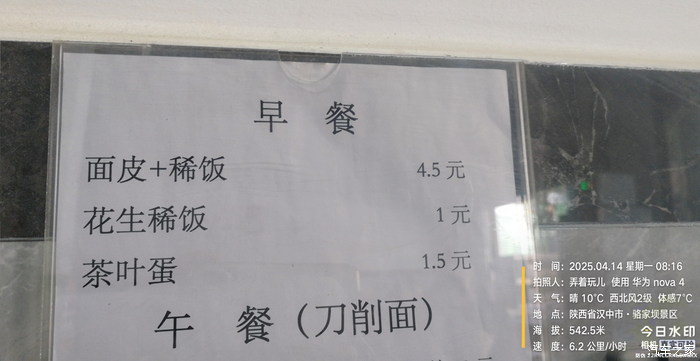 早 餐
面皮+稀饭 4.5 元
花生稀饭 1 元
茶叶蛋 1.5 元
午 餐（刀削面）
时 间：2025.04.14 星期一 08:16
拍照人：弄着玩儿 使用 华为 nova 4
天 气：晴 10℃ 西北风2级 体感7℃
地 点：陕西省汉中市·骆家坝景区
海 拔：542.5米
速 度：6.2 公里/小时
今日水印
汽车之家